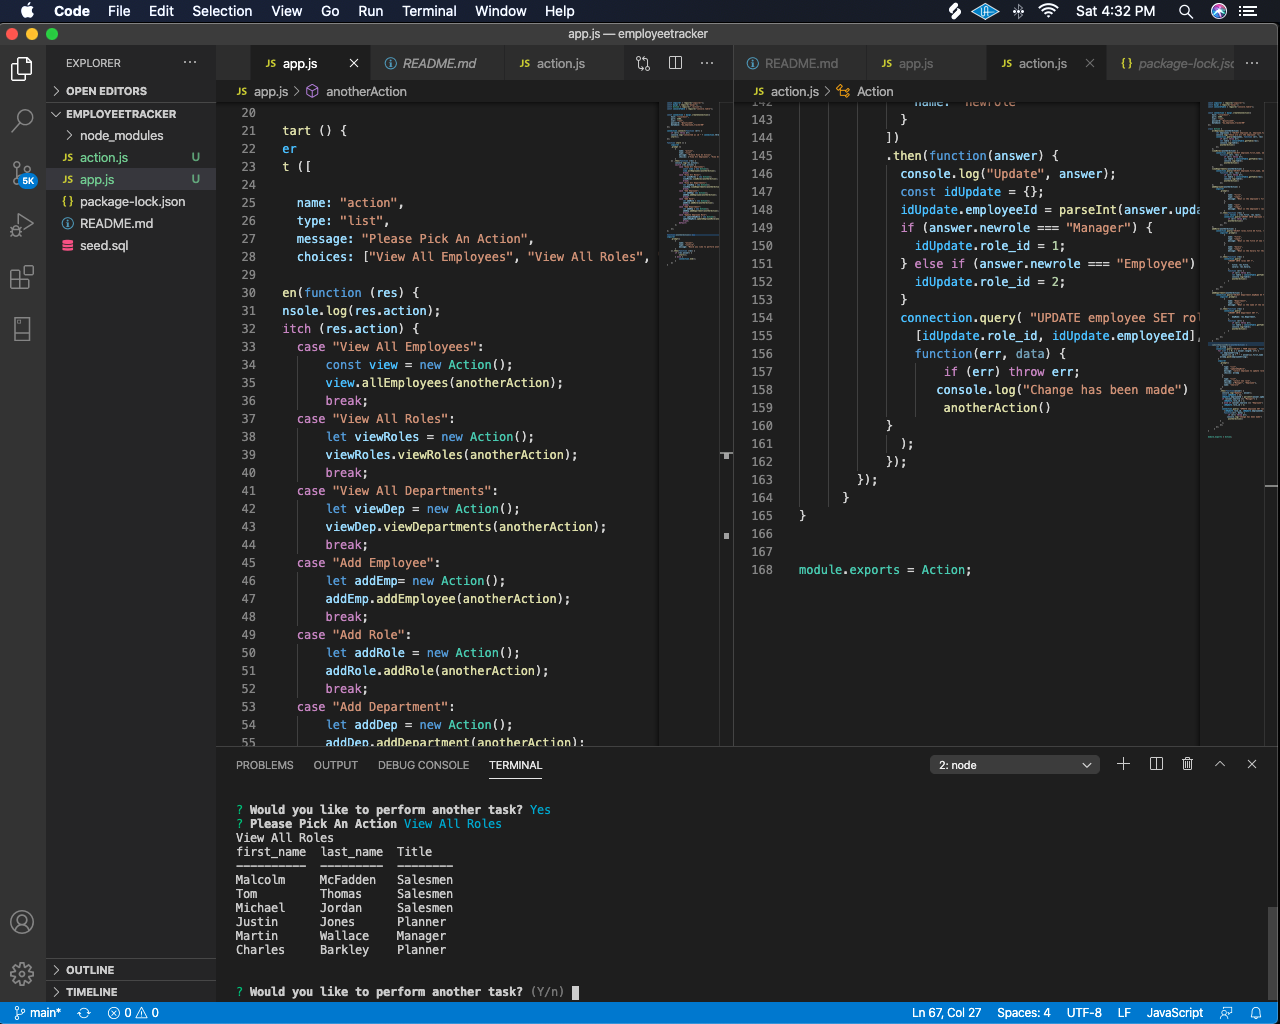 Code File Edit Selection View Go Run Terminal Window Help Sat 4:32 PM
app.js — employeetracker
EXPLORER
OPEN EDITORS
EMPLOYEETRACKER
node_modules
action.js U
app.js U
package-lock.json
README.md
seed.sql
5K
OUTLINE
TIMELINE
JS app.js
README.md
JS action.js
JS app.js > anotherAction
20
21 tart () {
22 er
23 t ([
24
25 name: "action",
26 type: "list",
27 message: "Please Pick An Action",
28 choices: ["View All Employees", "View All Roles",
29
30 en(function (res) {
31 nsole.log(res.action);
32 itch (res.action) {
33 case "View All Employees":
34 const view = new Action();
35 view.allEmployees(anotherAction);
36 break;
37 case "View All Roles":
38 let viewRoles = new Action();
39 viewRoles.viewRoles(anotherAction);
40 break;
41 case "View All Departments":
42 let viewDep = new Action();
43 viewDep.viewDepartments(anotherAction);
44 break;
45 case "Add Employee":
46 let addEmp= new Action();
47 addEmp.addEmployee(anotherAction);
48 break;
49 case "Add Role":
50 let addRole = new Action();
51 addRole.addRole(anotherAction);
52 break;
53 case "Add Department":
54 let addDep = new Action();
55 addDep.addDepartment(anotherAction);
README.md
JS app.js
JS action.js
{} package-lock.jsc
JS action.js > Action
142 name: "newrole"
143 }
144 ])
145 .then(function(answer) {
146 console.log("Update", answer);
147 const idUpdate = {};
148 idUpdate.employeeId = parseInt(answer.upda
149 if (answer.newrole === "Manager") {
150 idUpdate.role_id = 1;
151 } else if (answer.newrole === "Employee")
152 idUpdate.role_id = 2;
153 }
154 connection.query( "UPDATE employee SET rol
155 [idUpdate.role_id, idUpdate.employeeId],
156 function(err, data) {
157 if (err) throw err;
158 console.log("Change has been made")
159 anotherAction()
160 }
161 );
162 });
163 });
164 }
165 }
166
167
168 module.exports = Action;
PROBLEMS OUTPUT DEBUG CONSOLE TERMINAL 2: node
? Would you like to perform another task? Yes
? Please Pick An Action View All Roles
View All Roles
first_name last_name Title
---------- --------- --------
Malcolm McFadden Salesmen
Tom Thomas Salesmen
Michael Jordan Salesmen
Justin Jones Planner
Martin Wallace Manager
Charles Barkley Planner
? Would you like to perform another task? (Y/n)
main* 0 0 Ln 67, Col 27 Spaces: 4 UTF-8 LF JavaScript